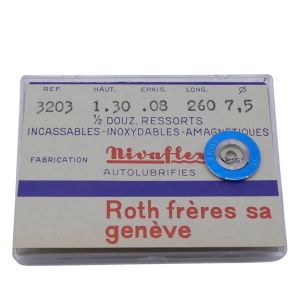 REF. HAUT. EPAIS. LONG. Ø
3203 1.30 .08 260 7,5
½ DOUZ. RESSORTS
INCASSABLES-INOXYDABLES-AMAGNETIQUES
FABRICATION Nivaflex
AUTOLUBRIFIES
Roth frères sa
genève